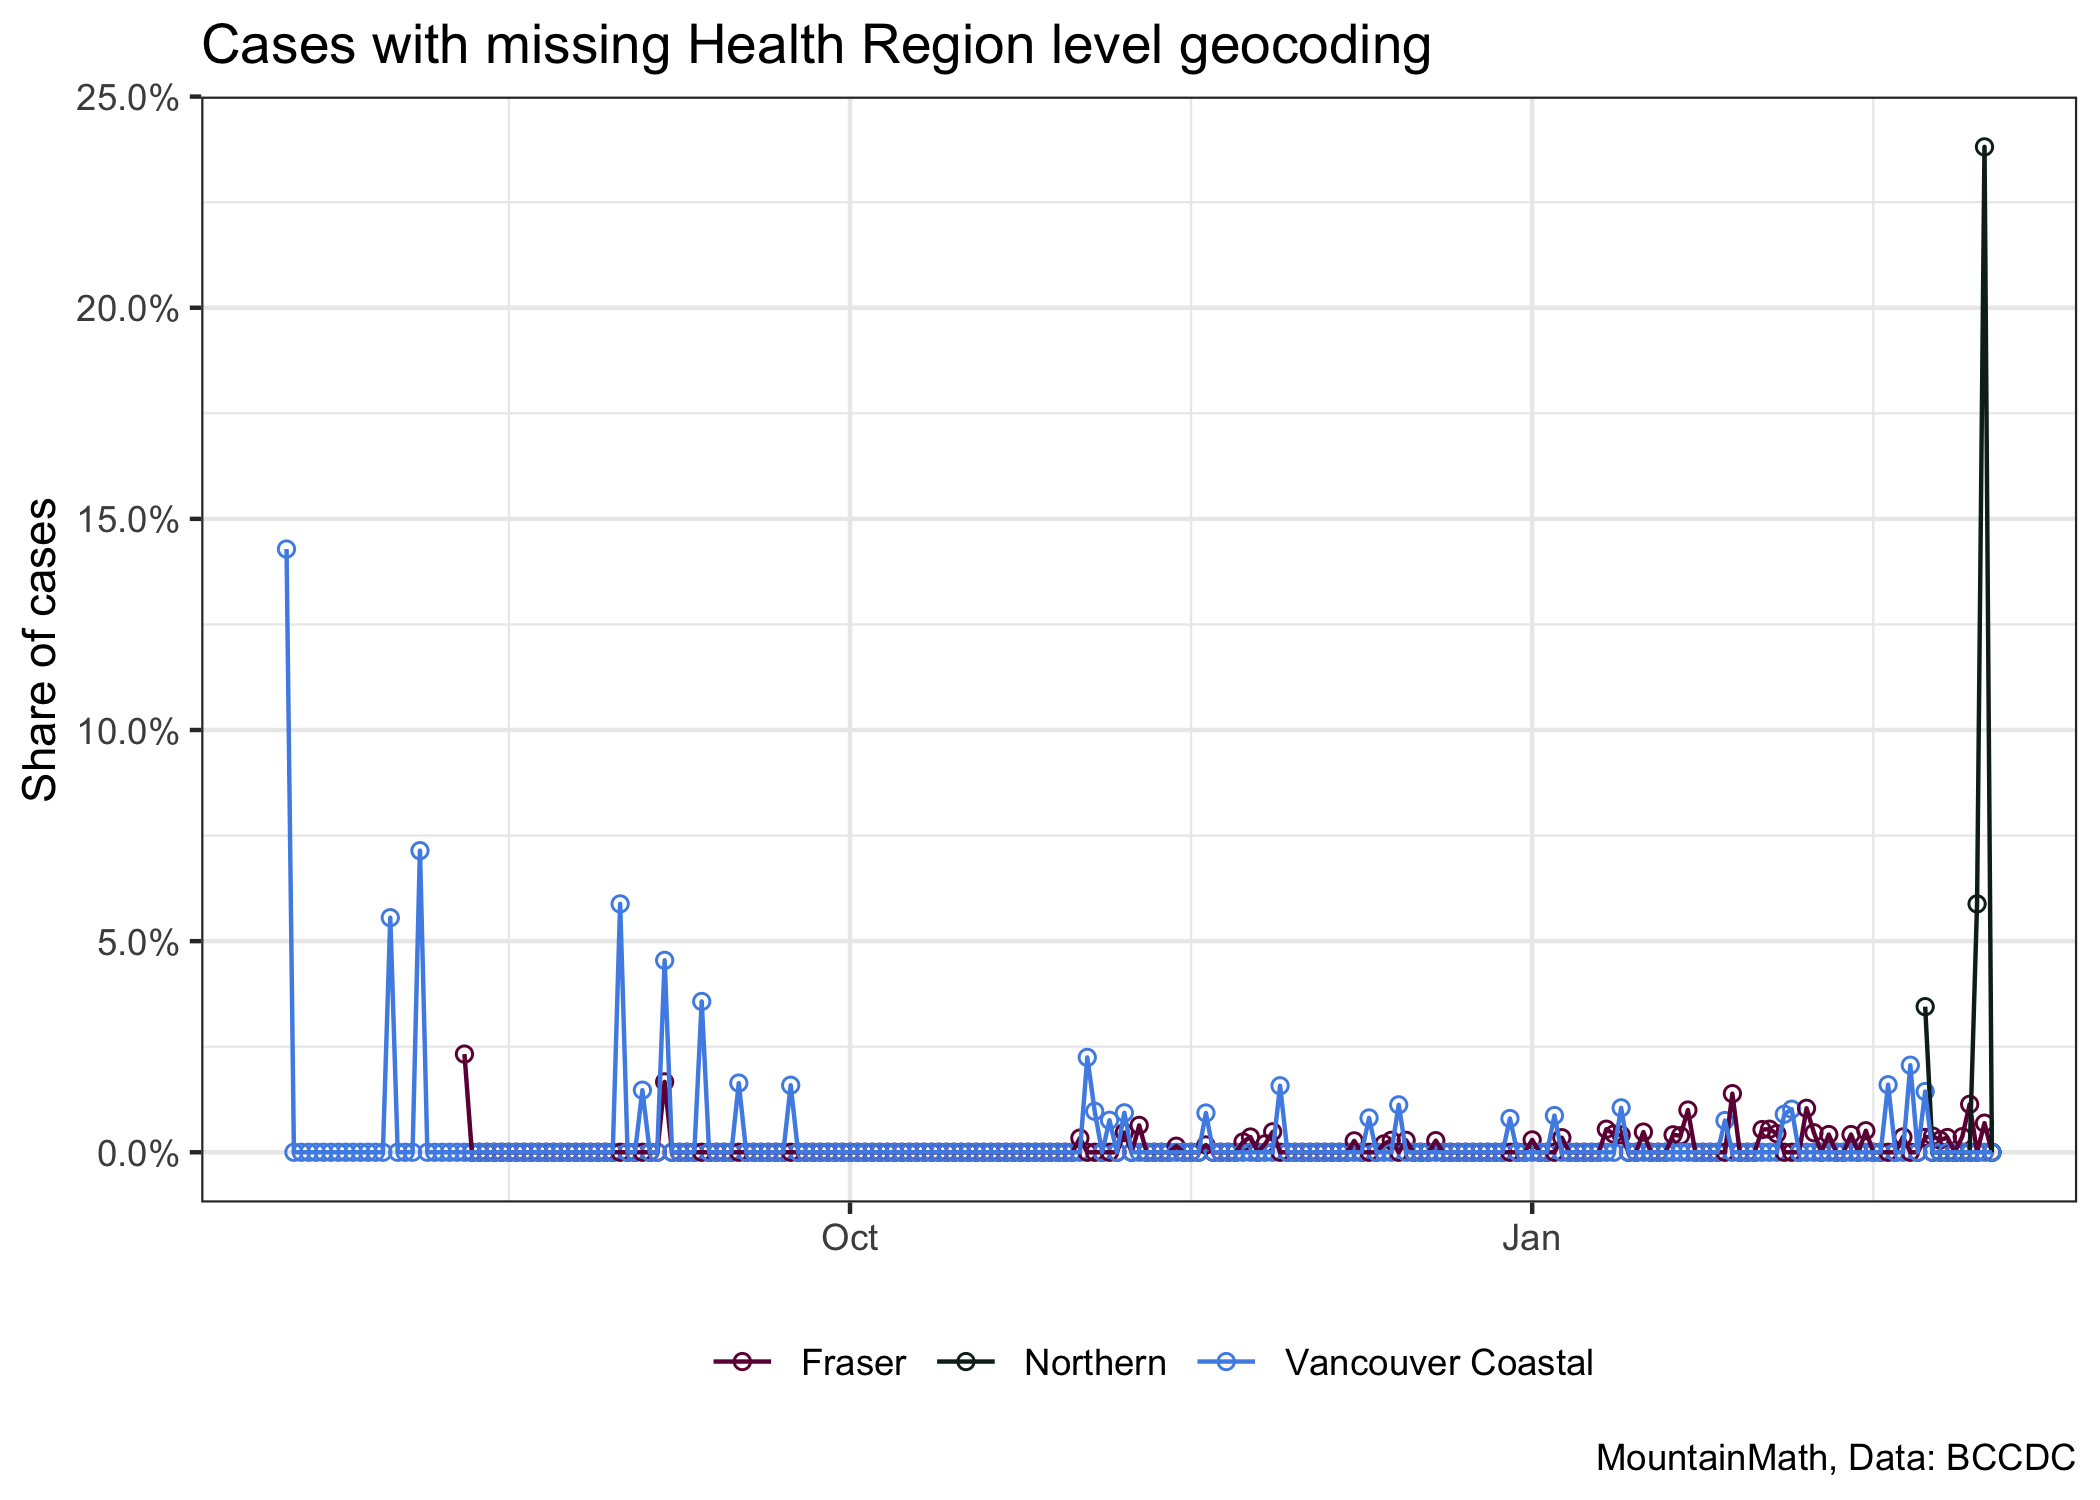 Cases with missing Health Region level geocoding
25.0%
20.0%
15.0%
10.0%
5.0%
0.0%
Share of cases
Oct Jan
Fraser Northern Vancouver Coastal
MountainMath, Data: BCCDC